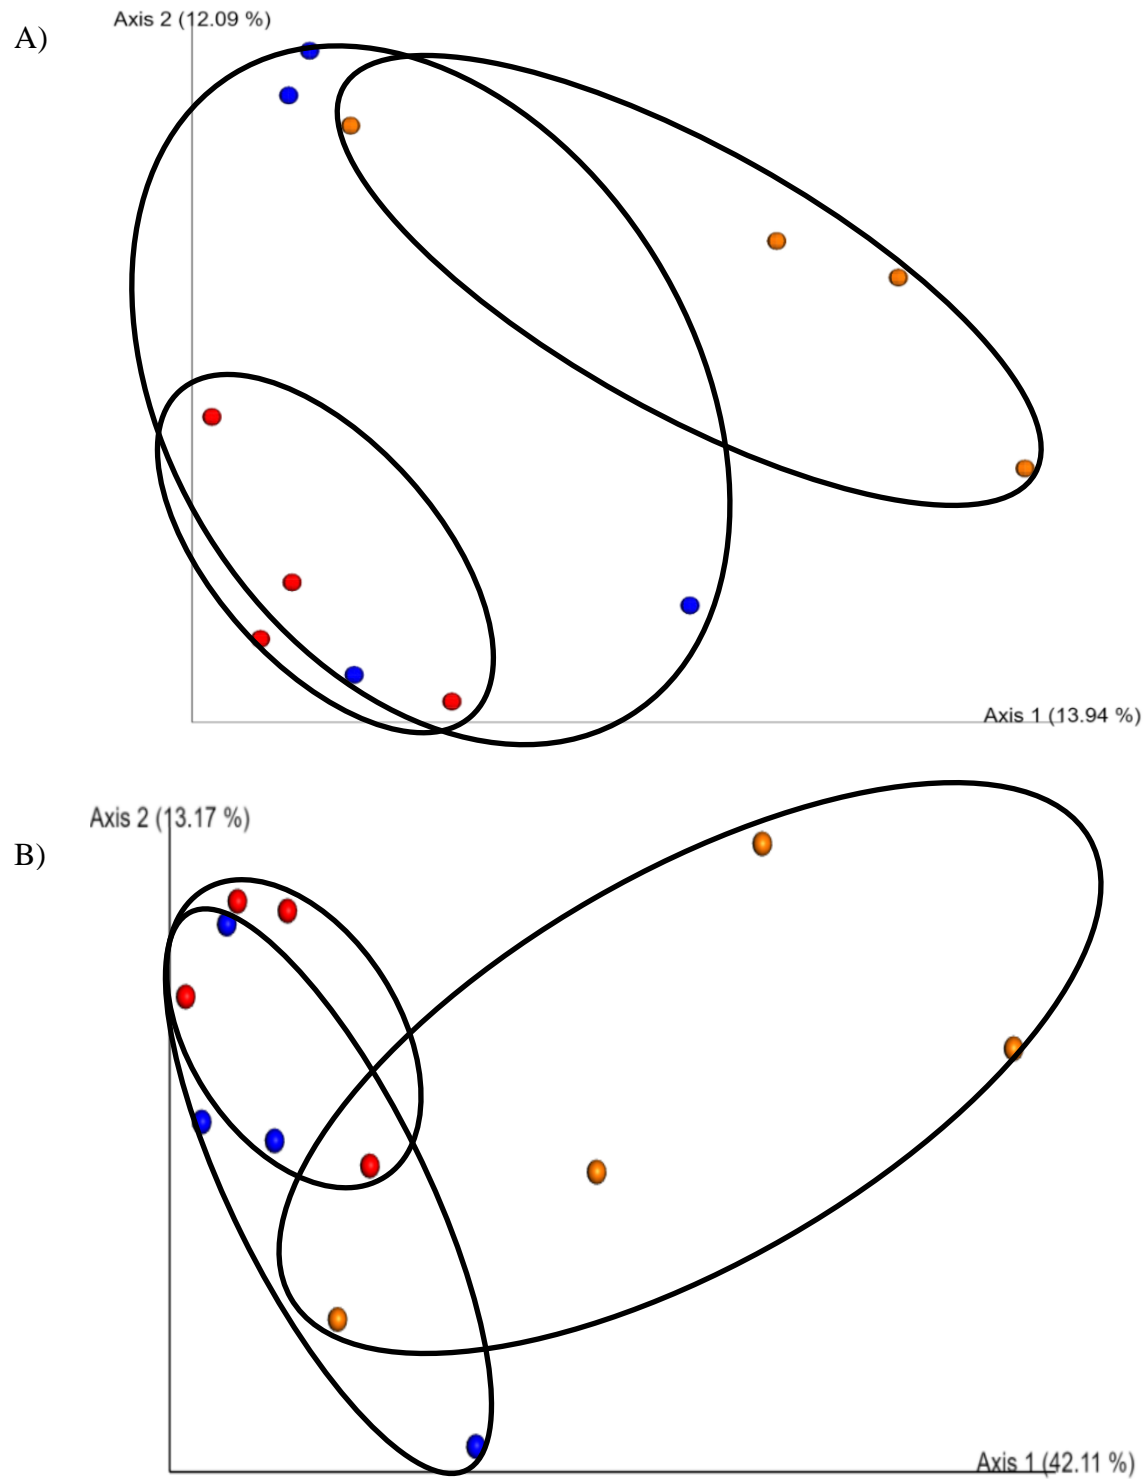 Axis 2 (12.09 %)
A)
Axis 1 (13.94 %)
Axis 2 (13.17 %)
B)
Axis 1 (42.11 %)